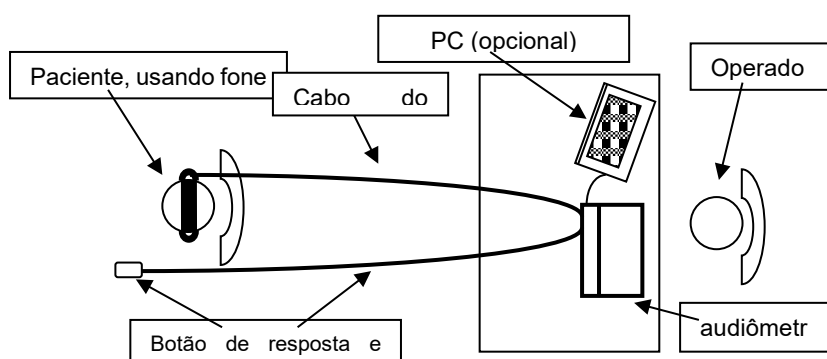 PC (opcional)
Operado
Paciente, usando fone
Cabo do
audiômetr
Botão de resposta e